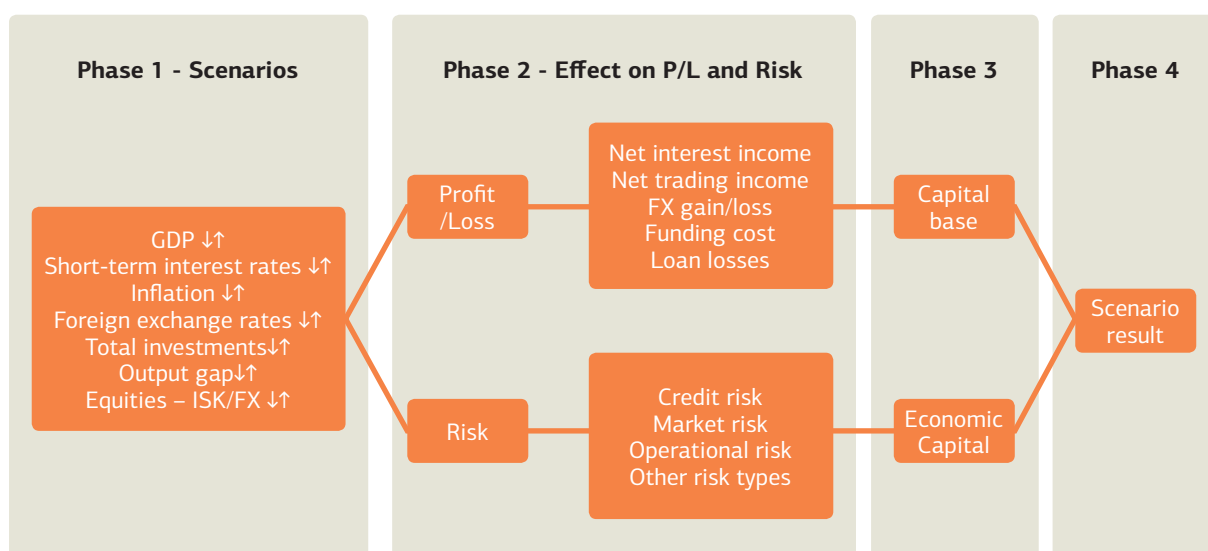 Phase 1 - Scenarios
GDP ↓↑
Short-term interest rates ↓↑
Inflation ↓↑
Foreign exchange rates ↓↑
Total investments↓↑
Output gap↓↑
Equities – ISK/FX ↓↑
Phase 2 - Effect on P/L and Risk
Profit
/Loss
Net interest income
Net trading income
FX gain/loss
Funding cost
Loan losses
Risk
Credit risk
Market risk
Operational risk
Other risk types
Phase 3
Capital
base
Economic
Capital
Phase 4
Scenario
result